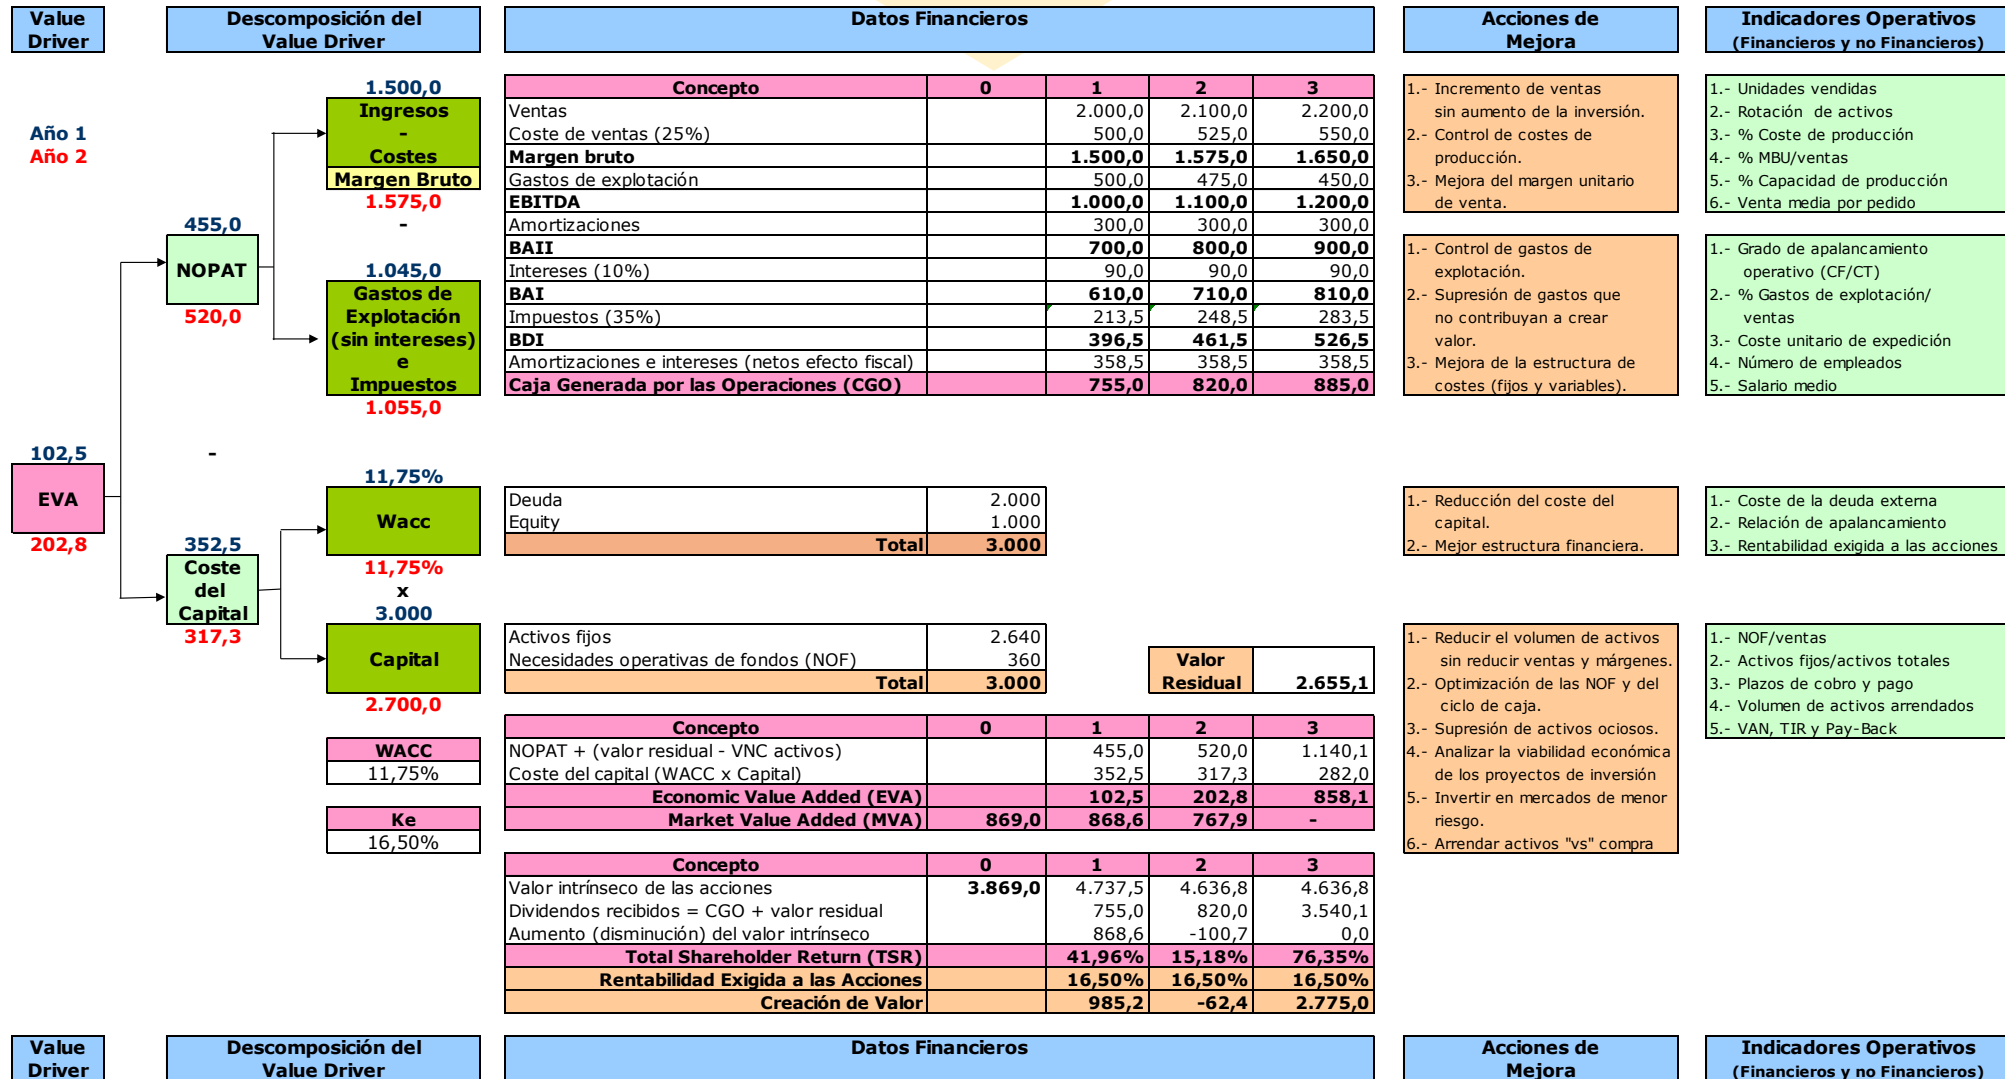 Value Driver
Descomposición del Value Driver
Datos Financieros
Acciones de Mejora
Indicadores Operativos (Financieros y no Financieros)
Año 1
Año 2
1.500,0
Ingresos
-
Costes
Margen Bruto
1.575,0
-
455,0
NOPAT
520,0
1.045,0
Gastos de
Explotación
(sin intereses)
e
Impuestos
1.055,0
102,5
EVA
202,8
-
11,75%
Wacc
11,75%
x
352,5
Coste
del
Capital
317,3
3.000
Capital
2.700,0
WACC
11,75%
Ke
16,50%
Concepto 0 1 2 3
Ventas 2.000,0 2.100,0 2.200,0
Coste de ventas (25%) 500,0 525,0 550,0
Margen bruto 1.500,0 1.575,0 1.650,0
Gastos de explotación 500,0 475,0 450,0
EBITDA 1.000,0 1.100,0 1.200,0
Amortizaciones 300,0 300,0 300,0
BAII 700,0 800,0 900,0
Intereses (10%) 90,0 90,0 90,0
BAI 610,0 710,0 810,0
Impuestos (35%) 213,5 248,5 283,5
BDI 396,5 461,5 526,5
Amortizaciones e intereses (netos efecto fiscal) 358,5 358,5 358,5
Caja Generada por las Operaciones (CGO) 755,0 820,0 885,0
Deuda 2.000
Equity 1.000
Total 3.000
Activos fijos 2.640
Necesidades operativas de fondos (NOF) 360
Total 3.000
Valor Residual 2.655,1
Concepto 0 1 2 3
NOPAT + (valor residual - VNC activos) 455,0 520,0 1.140,1
Coste del capital (WACC x Capital) 352,5 317,3 282,0
Economic Value Added (EVA) 102,5 202,8 858,1
Market Value Added (MVA) 869,0 868,6 767,9 -
Concepto 0 1 2 3
Valor intrínseco de las acciones 3.869,0 4.737,5 4.636,8 4.636,8
Dividendos recibidos = CGO + valor residual 755,0 820,0 3.540,1
Aumento (disminución) del valor intrínseco 868,6 -100,7 0,0
Total Shareholder Return (TSR) 41,96% 15,18% 76,35%
Rentabilidad Exigida a las Acciones 16,50% 16,50% 16,50%
Creación de Valor 985,2 -62,4 2.775,0
1.- Incremento de ventas
sin aumento de la inversión.
2.- Control de costes de
producción.
3.- Mejora del margen unitario
de venta.
1.- Control de gastos de
explotación.
2.- Supresión de gastos que
no contribuyan a crear
valor.
3.- Mejora de la estructura de
costes (fijos y variables).
1.- Reducción del coste del
capital.
2.- Mejor estructura financiera.
1.- Reducir el volumen de activos
sin reducir ventas y márgenes.
2.- Optimización de las NOF y del
ciclo de caja.
3.- Supresión de activos ociosos.
4.- Analizar la viabilidad económica
de los proyectos de inversión
5.- Invertir en mercados de menor
riesgo.
6.- Arrendar activos "vs" compra
1.- Unidades vendidas
2.- Rotación de activos
3.- % Coste de producción
4.- % MBU/ventas
5.- % Capacidad de producción
6.- Venta media por pedido
1.- Grado de apalancamiento
operativo (CF/CT)
2.- % Gastos de explotación/
ventas
3.- Coste unitario de expedición
4.- Número de empleados
5.- Salario medio
1.- Coste de la deuda externa
2.- Relación de apalancamiento
3.- Rentabilidad exigida a las acciones
1.- NOF/ventas
2.- Activos fijos/activos totales
3.- Plazos de cobro y pago
4.- Volumen de activos arrendados
5.- VAN, TIR y Pay-Back
Value Driver
Descomposición del Value Driver
Datos Financieros
Acciones de Mejora
Indicadores Operativos (Financieros y no Financieros)